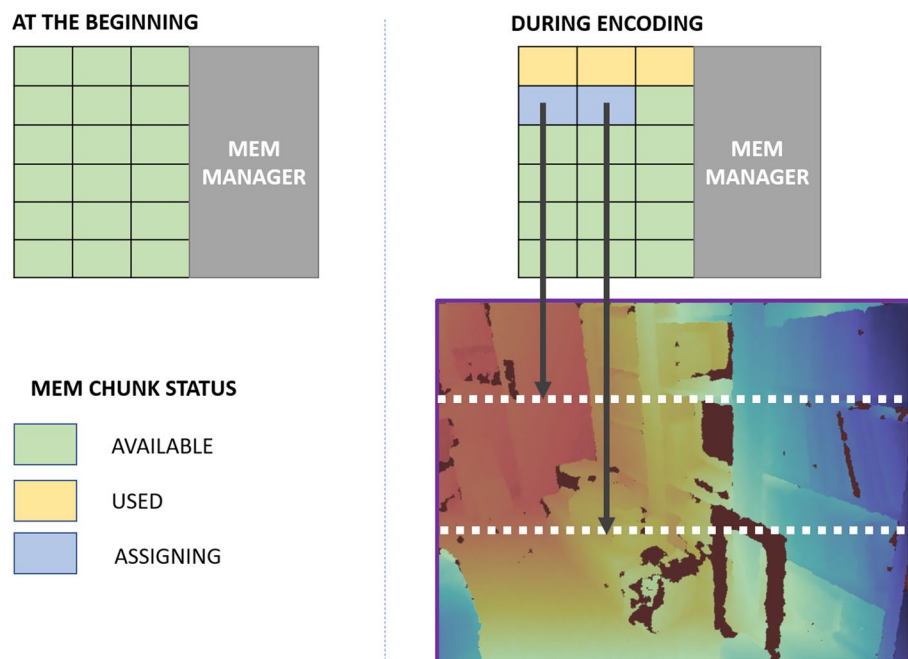 AT THE BEGINNING
MEM
MANAGER
DURING ENCODING
MEM
MANAGER
MEM CHUNK STATUS
AVAILABLE
USED
ASSIGNING